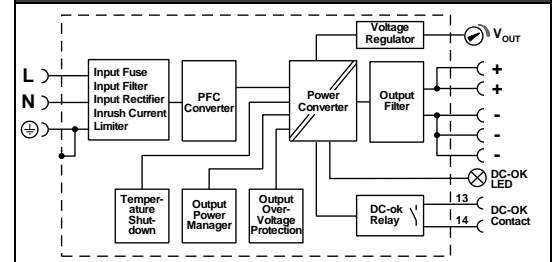 Voltage
Regulator
V OUT
L
N
Input Fuse
Input Filter
Input Rectifier
Inrush Current
Limiter
PFC
Converter
Power
Converter
Output
Filter
+
+
-
-
-
DC-OK
LED
Temper-
ature
Shut-
down
Output
Power
Manager
Output
Over-
Voltage
Protection
DC-ok
Relay
13
14
DC-OK
Contact